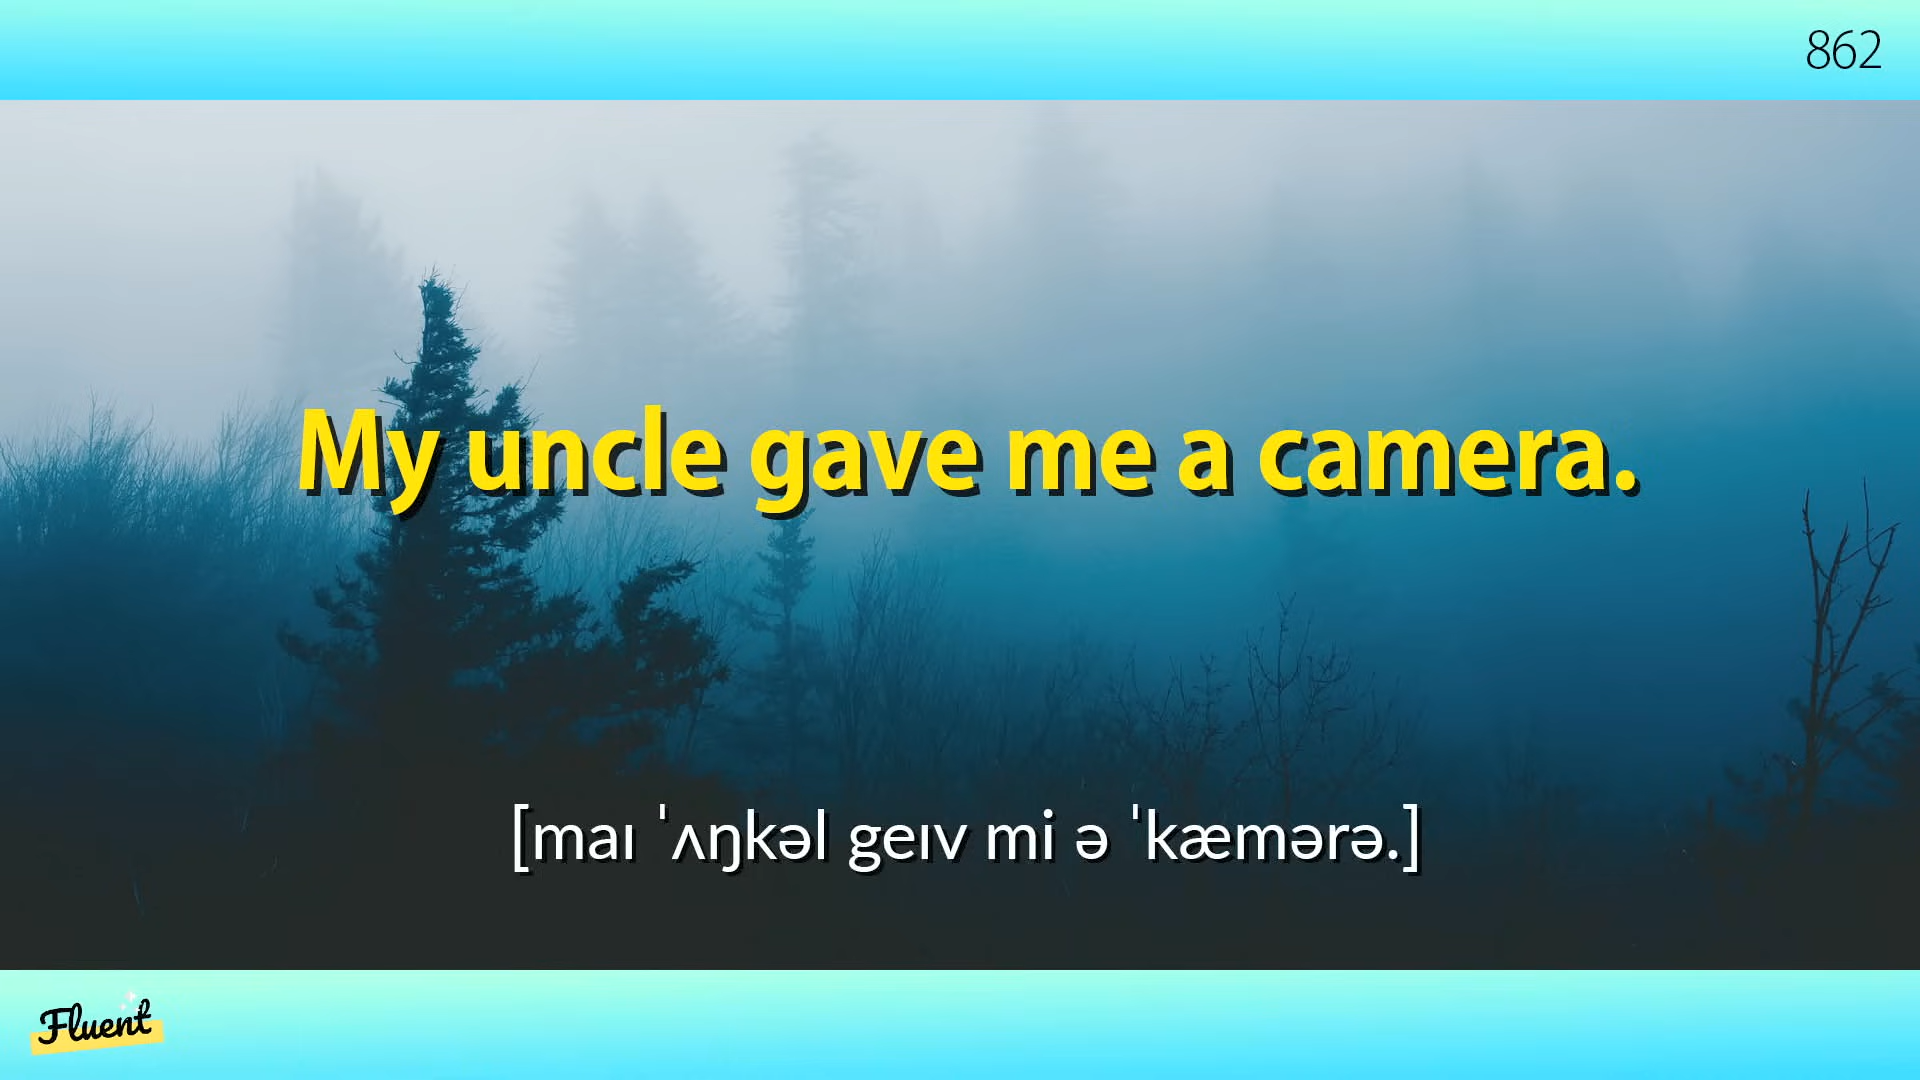 862
My uncle gave me a camera.
[maɪ ˈʌŋkəl geɪv mi ə ˈkæmərə.]
Fluent